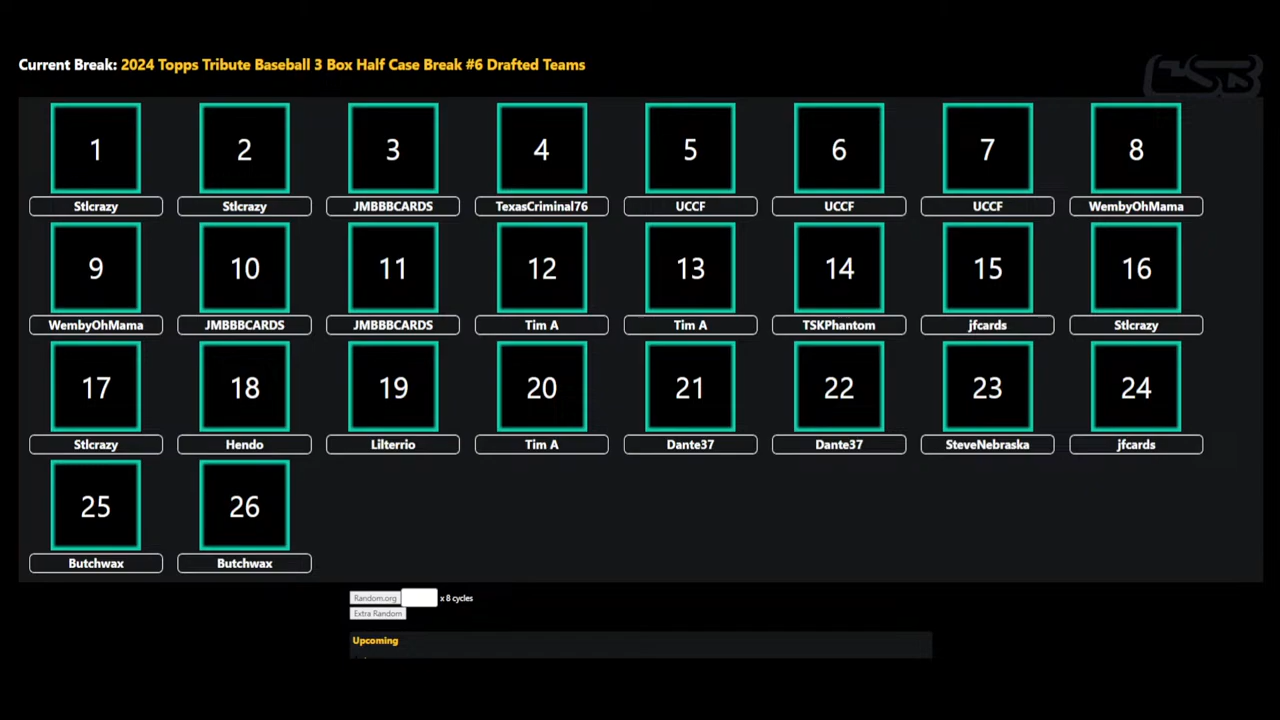 Current Break: 2024 Topps Tribute Baseball 3 Box Half Case Break #6 Drafted Teams
CSB
1 2 3 4 5 6 7 8
Stlcrazy Stlcrazy JMBBBCARDS TexasCriminal76 UCCF UCCF UCCF WembyOhMama
9 10 11 12 13 14 15 16
WembyOhMama JMBBBCARDS JMBBBCARDS Tim A Tim A TSKPhantom jfcards Stlcrazy
17 18 19 20 21 22 23 24
Stlcrazy Hendo Lilterrio Tim A Dante37 Dante37 SteveNebraska jfcards
25 26
Butchwax Butchwax
Random.org x 8 cycles
Extra Random
Upcoming